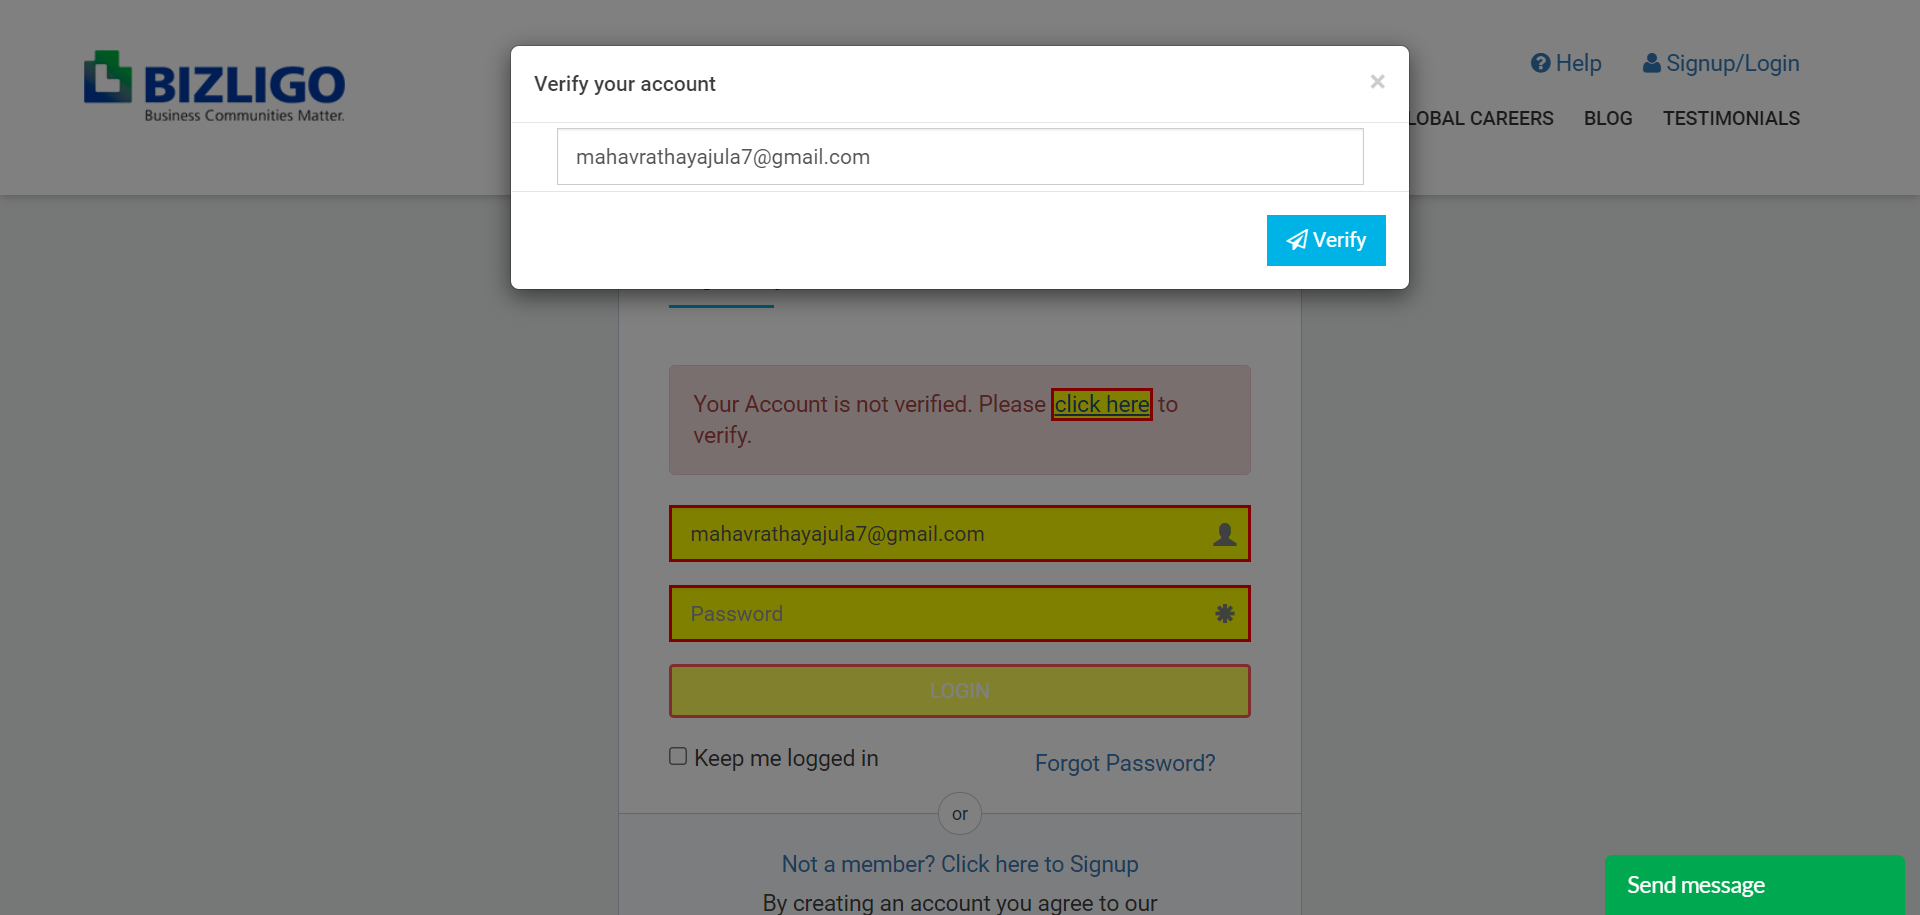 BIZLIGO
Business Communities Matter.
Help
Signup/Login
LOBAL CAREERS
BLOG
TESTIMONIALS
Verify your account
×
mahavrathayajula7@gmail.com
Verify
Your Account is not verified. Please click here to
verify.
mahavrathayajula7@gmail.com
Password
LOGIN
Keep me logged in
Forgot Password?
or
Not a member? Click here to Signup
By creating an account you agree to our
Send message